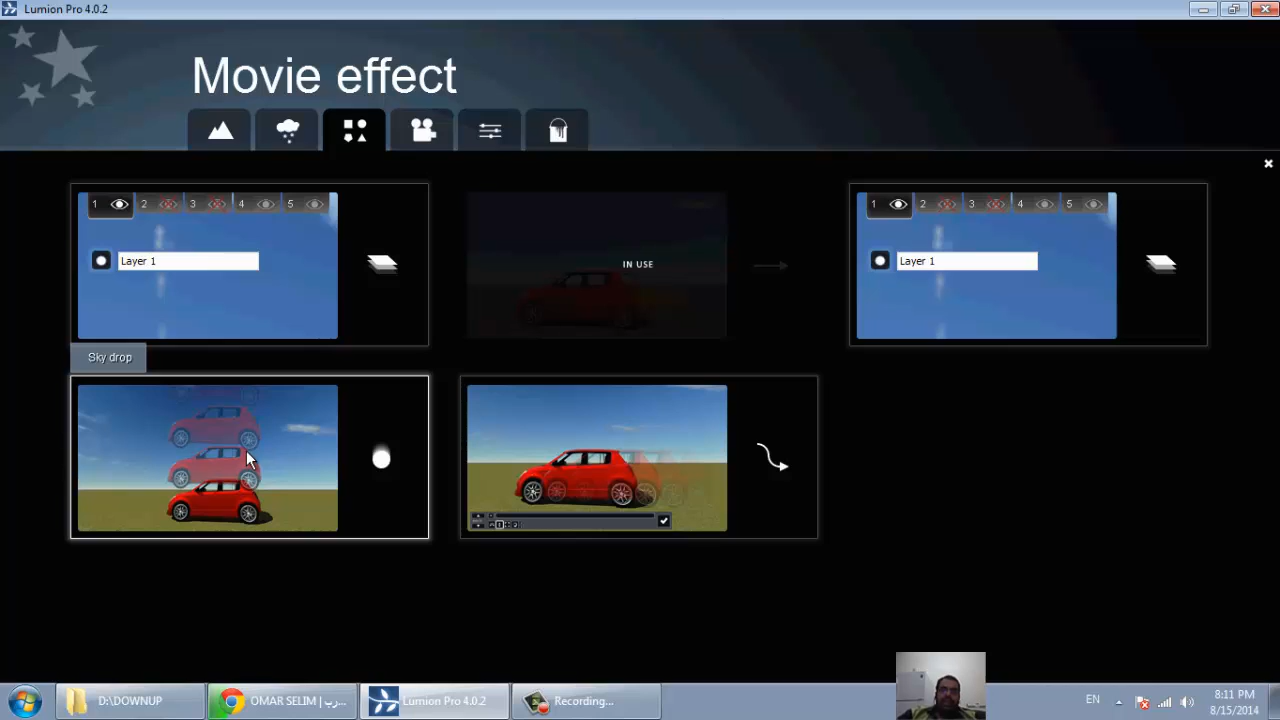 Lumion Pro 4.0.2
Movie effect
1 2 3 4 5
Layer 1
IN USE
1 2 3 4 5
Layer 1
Sky drop
D:\DOWNUP
OMAR SELIM | رب...
Lumion Pro 4.0.2
Recording...
EN
8:11 PM
8/15/2014